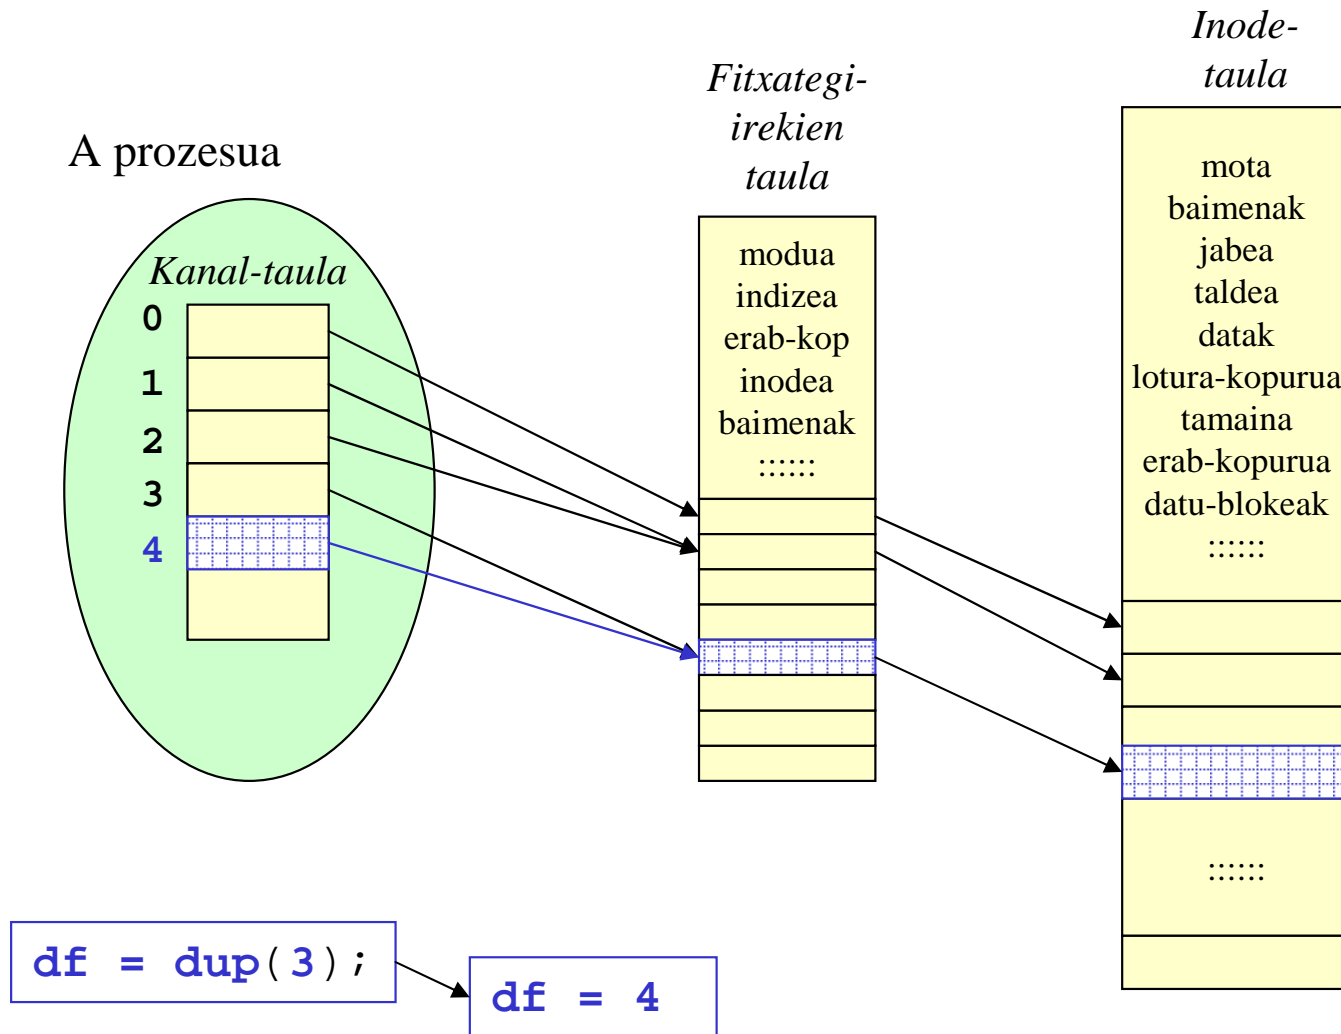 A prozesua
Kanal-taula
0
1
2
3
4
Fitxategi-
irekien
taula
modua
indizea
erab-kop
inodea
baimenak
::::::
Inode-
taula
mota
baimenak
jabea
taldea
datak
lotura-kopurua
tamaina
erab-kopurua
datu-blokeak
::::::
::::::
df = dup(3);
df = 4